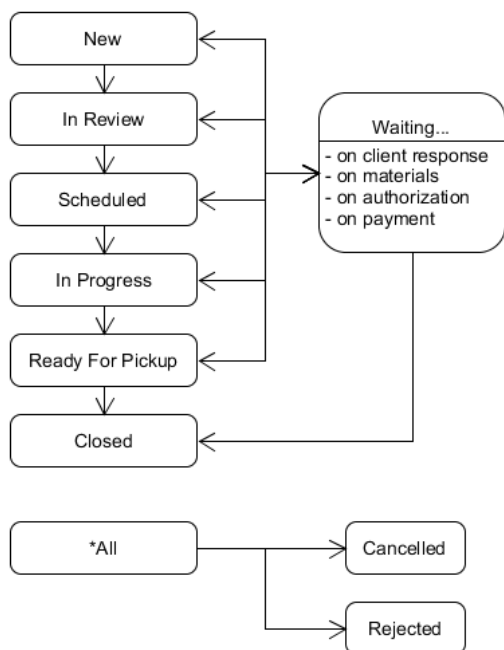 New
In Review
Scheduled
In Progress
Ready For Pickup
Closed
Waiting...
- on client response
- on materials
- on authorization
- on payment
*All
Cancelled
Rejected